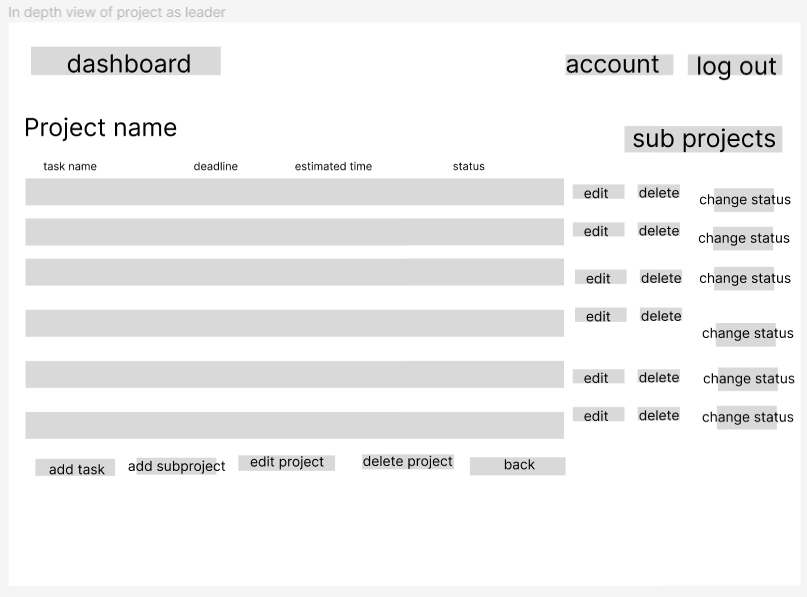 In depth view of project as leader
dashboard account log out
Project name
sub projects
task name deadline estimated time status
edit delete change status
edit delete change status
edit delete change status
edit delete change status
edit delete change status
edit delete change status
add task add subproject edit project delete project back